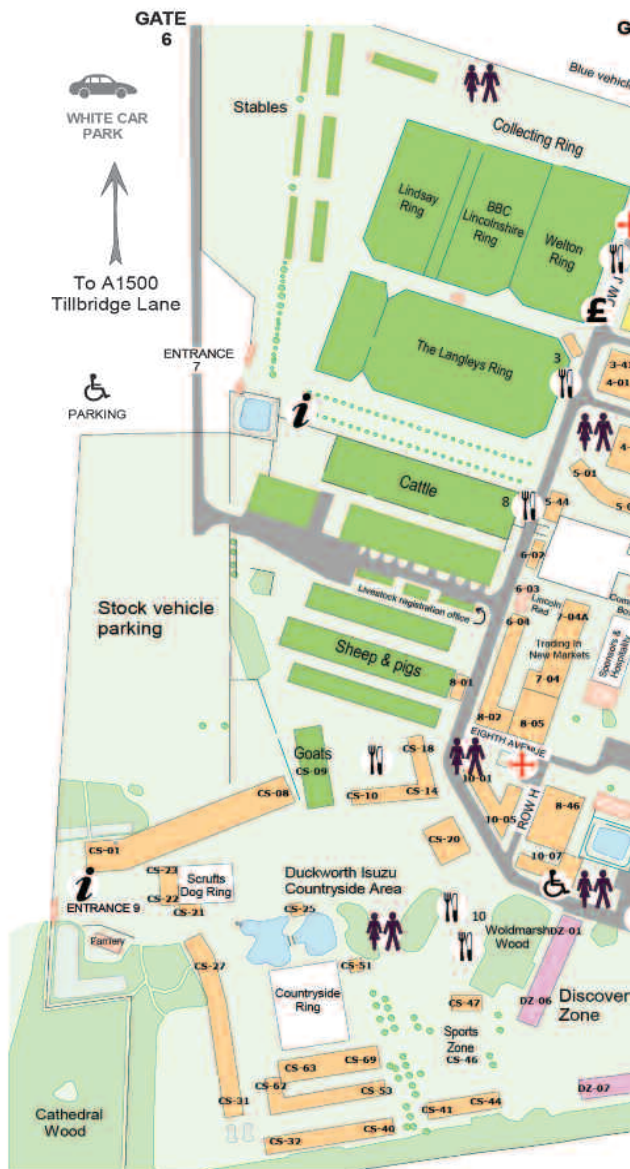 GATE
6
G
WHITE CAR
PARK
Blue vehicle
Stables
Collecting Ring
Lindsay
Ring
BBC
Lincolnshire
Ring
Welton
Ring
To A1500
Tillbridge Lane
£
ENTRANCE
7
The Langleys Ring
3
3-41
4-01
PARKING
i
4-
5-01
Cattle
8
5-44
5-0
6-02
6-03
Livestock registration office
Lincoln
Red
7-04A
6-04
Stock vehicle
parking
Sheep & pigs
Trading In
New Markets
Sponsors &
Hospitality
8-01
7-04
8-02
8-05
EIGHTH AVENUE
Goats
CS-09
CS-18
10-01
CS-08
CS-10
CS-14
ROW H
8-46
10-05
CS-20
CS-01
10-07
CS-23
Scrufts
Dog Ring
Duckworth Isuzu
Countryside Area
i
CS-22
ENTRANCE 9
CS-21
CS-25
10
Woldmarsh
Wood
DZ-01
Farriery
CS-27
CS-51
Countryside
Ring
CS-47
DZ-06
Discover
Zone
Sports
Zone
CS-46
CS-69
CS-63
CS-62
CS-53
DZ-07
CS-31
CS-41
CS-44
Cathedral
Wood
CS-40
CS-32